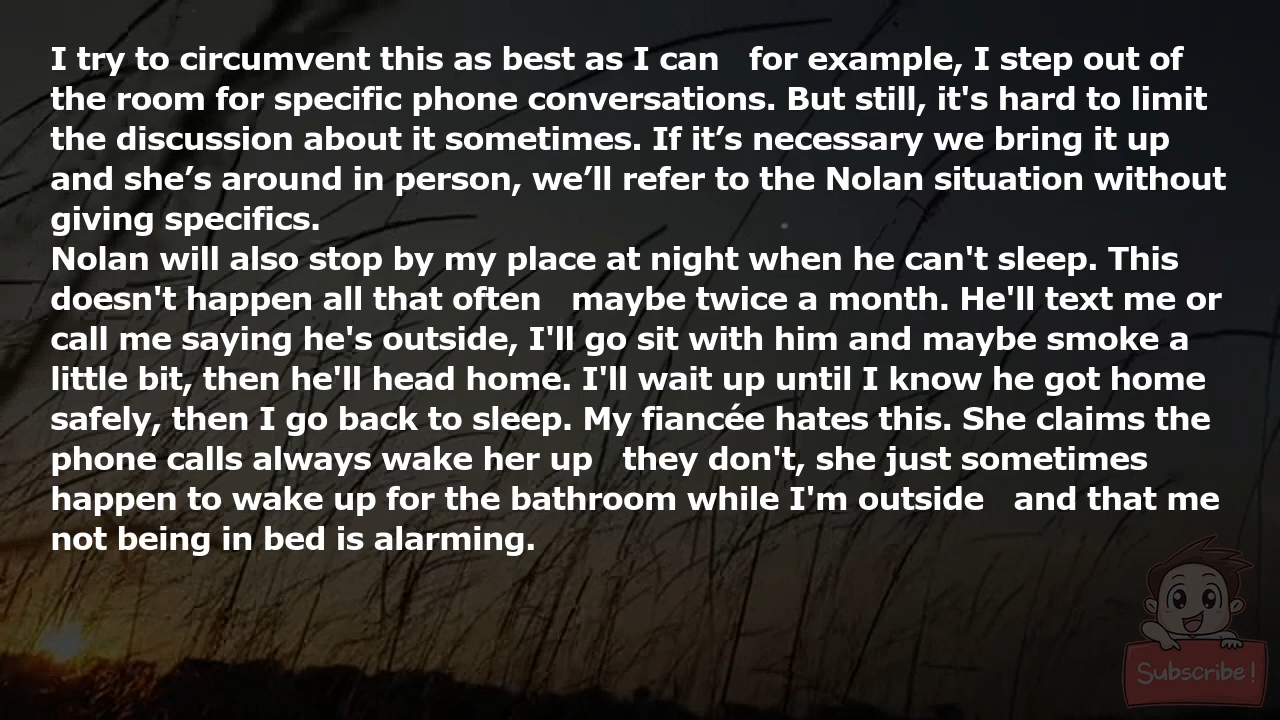 I try to circumvent this as best as I can   for example, I step out of
the room for specific phone conversations. But still, it's hard to limit
the discussion about it sometimes. If it’s necessary we bring it up
and she’s around in person, we’ll refer to the Nolan situation without
giving specifics.
Nolan will also stop by my place at night when he can't sleep. This
doesn't happen all that often   maybe twice a month. He'll text me or
call me saying he's outside, I'll go sit with him and maybe smoke a
little bit, then he'll head home. I'll wait up until I know he got home
safely, then I go back to sleep. My fiancée hates this. She claims the
phone calls always wake her up   they don't, she just sometimes
happen to wake up for the bathroom while I'm outside   and that me
not being in bed is alarming.
Subscribe!